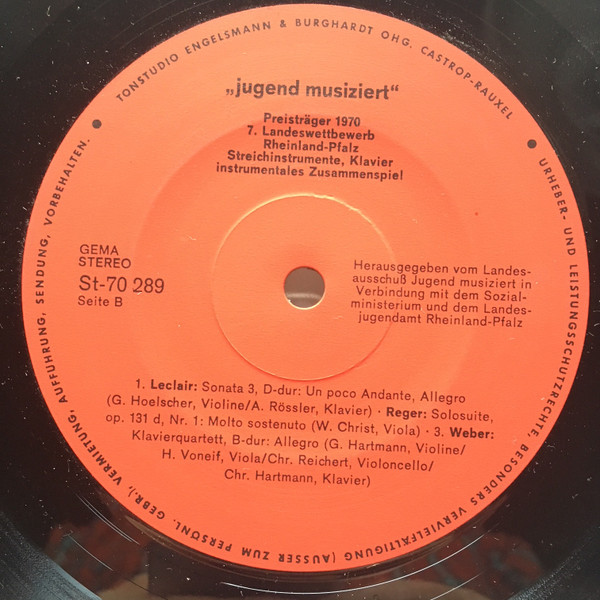 TONSTUDIO ENGELSMANN & BURGHARDT OHG. CASTROP-RAUXEL
„jugend musiziert“
Preisträger 1970
7. Landeswettbewerb
Rheinland-Pfalz
Streichinstrumente, Klavier
instrumentales Zusammenspiel
GEMA
STEREO
St-70 289
Seite B
Herausgegeben vom Landes-
ausschuß Jugend musiziert in
Verbindung mit dem Sozial-
ministerium und dem Landes-
jugendamt Rheinland-Pfalz
1. Leclair: Sonata 3, D-dur: Un poco Andante, Allegro
(G. Hoelscher, Violine/A. Rössler, Klavier) · Reger: Solosuite,
op. 131 d, Nr. 1: Molto sostenuto (W. Christ, Viola) · 3. Weber:
Klavierquartett, B-dur: Allegro (G. Hartmann, Violine/
H. Voneif, Viola/Chr. Reichert, Violoncello/
Chr. Hartmann, Klavier)
URHEBER- UND LEISTUNGSSCHUTZRECHTE, BESONDERS VERVIELFÄLTIGUNG (AUSSER ZUM PERSÖNL. GEBR.), VERMIETUNG, AUFFÜHRUNG, SENDUNG, VORBEHALTEN.